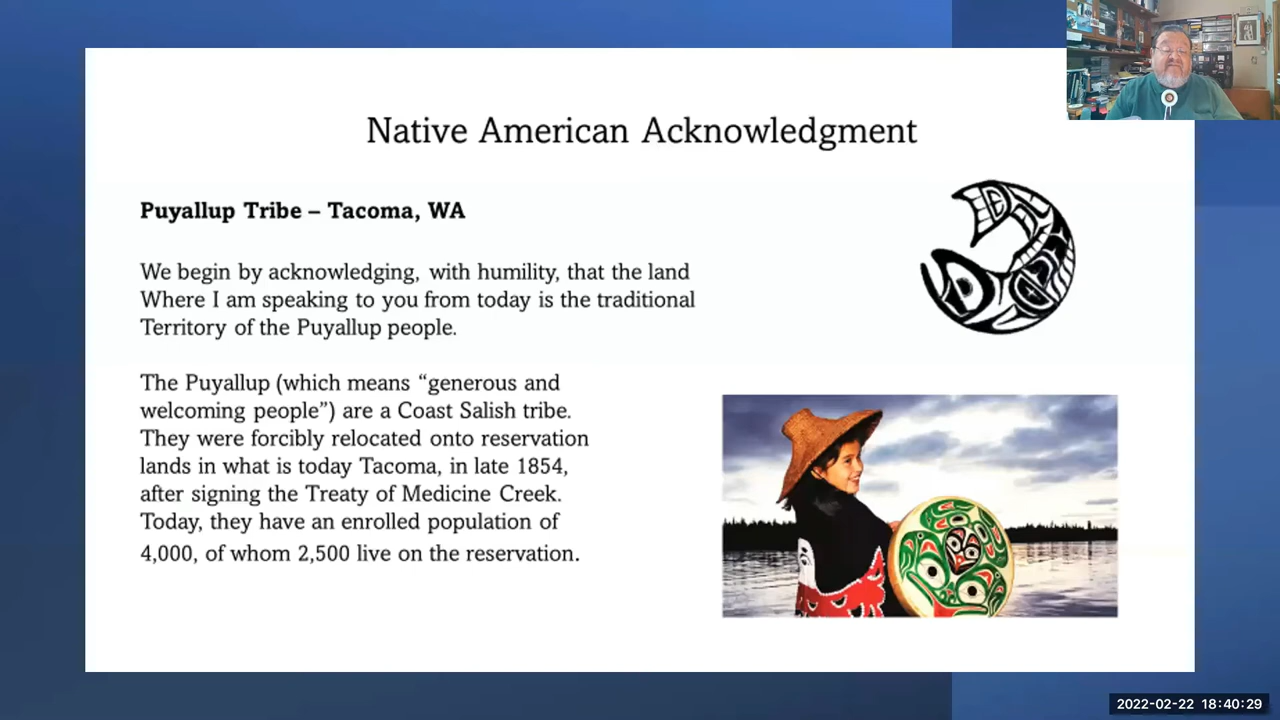 Native American Acknowledgment
Puyallup Tribe – Tacoma, WA
We begin by acknowledging, with humility, that the land
Where I am speaking to you from today is the traditional
Territory of the Puyallup people.
The Puyallup (which means “generous and
welcoming people”) are a Coast Salish tribe.
They were forcibly relocated onto reservation
lands in what is today Tacoma, in late 1854,
after signing the Treaty of Medicine Creek.
Today, they have an enrolled population of
4,000, of whom 2,500 live on the reservation.
2022-02-22 18:40:29